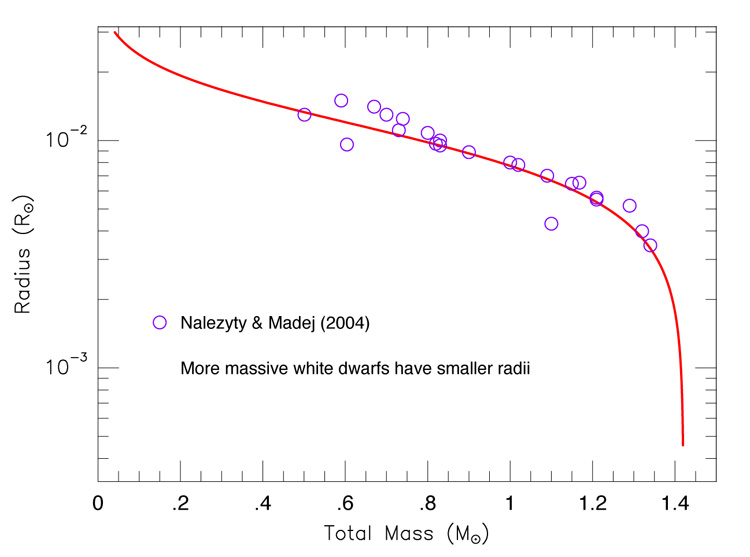 10⁻²
10⁻³
Radius (R⊙)
Nalezyty & Madej (2004)
More massive white dwarfs have smaller radii
0 .2 .4 .6 .8 1 1.2 1.4
Total Mass (M⊙)